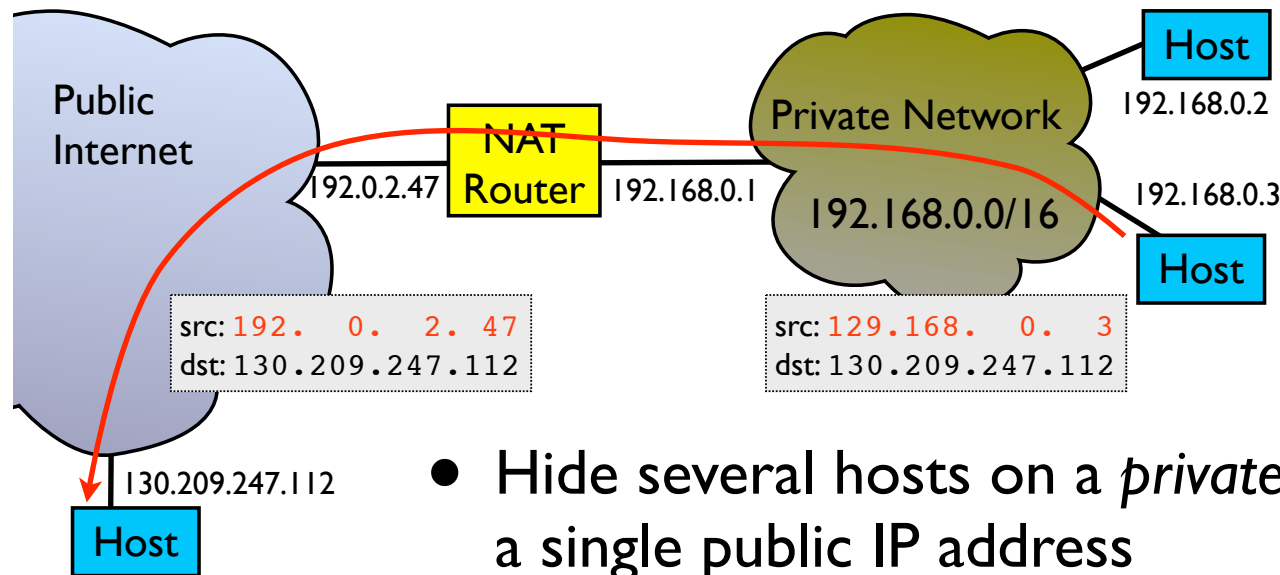 Host
192.168.0.2
Public
Internet
Private Network
NAT
Router
192.0.2.47
192.168.0.1
192.168.0.3
192.168.0.0/16
Host
src: 192. 0. 2. 47
dst: 130.209.247.112
src: 129.168. 0. 3
dst: 130.209.247.112
130.209.247.112
Host
• Hide several hosts on a private
a single public IP address